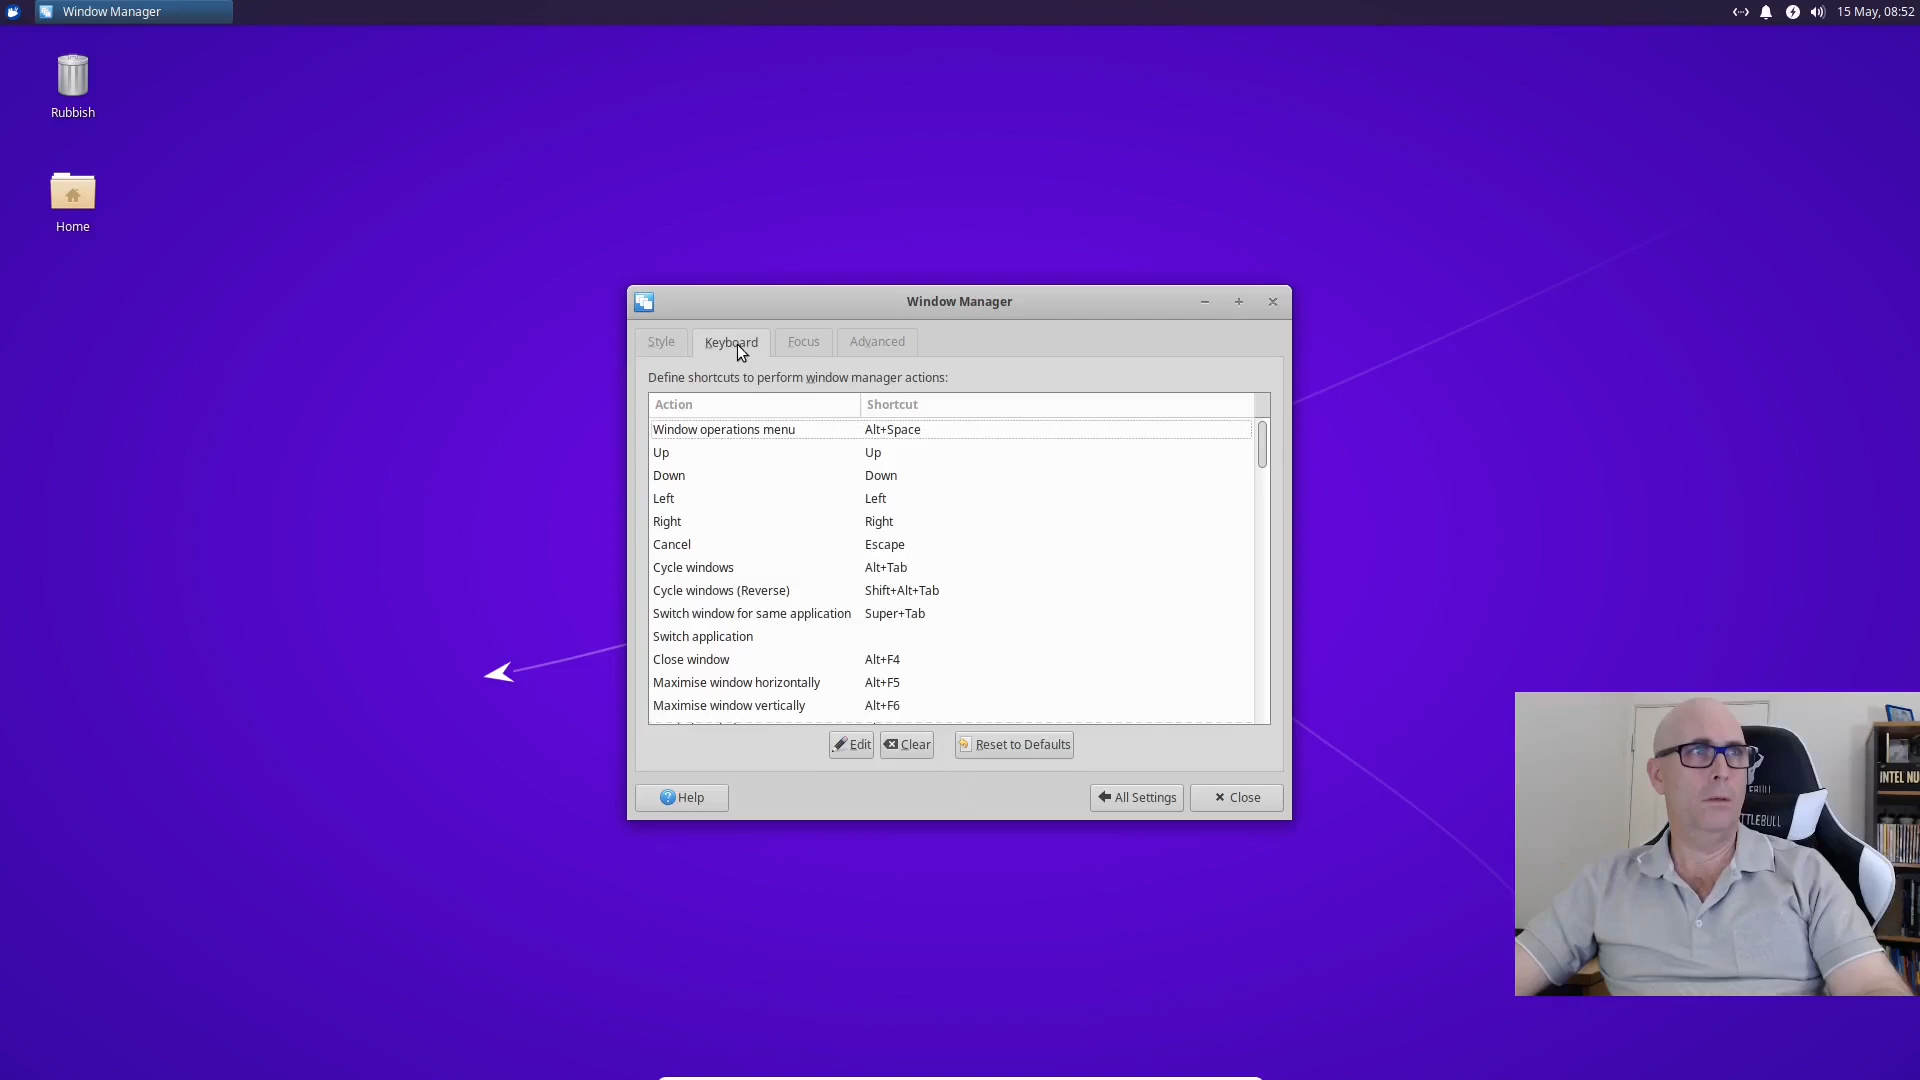 Window Manager
15 May, 08:52
Rubbish
Home
Window Manager
Style
Keyboard
Focus
Advanced
Define shortcuts to perform window manager actions:
Action Shortcut
Window operations menu Alt+Space
Up Up
Down Down
Left Left
Right Right
Cancel Escape
Cycle windows Alt+Tab
Cycle windows (Reverse) Shift+Alt+Tab
Switch window for same application Super+Tab
Switch application
Close window Alt+F4
Maximise window horizontally Alt+F5
Maximise window vertically Alt+F6
Edit
Clear
Reset to Defaults
Help
All Settings
Close
INTEL NU
TTLEBULL